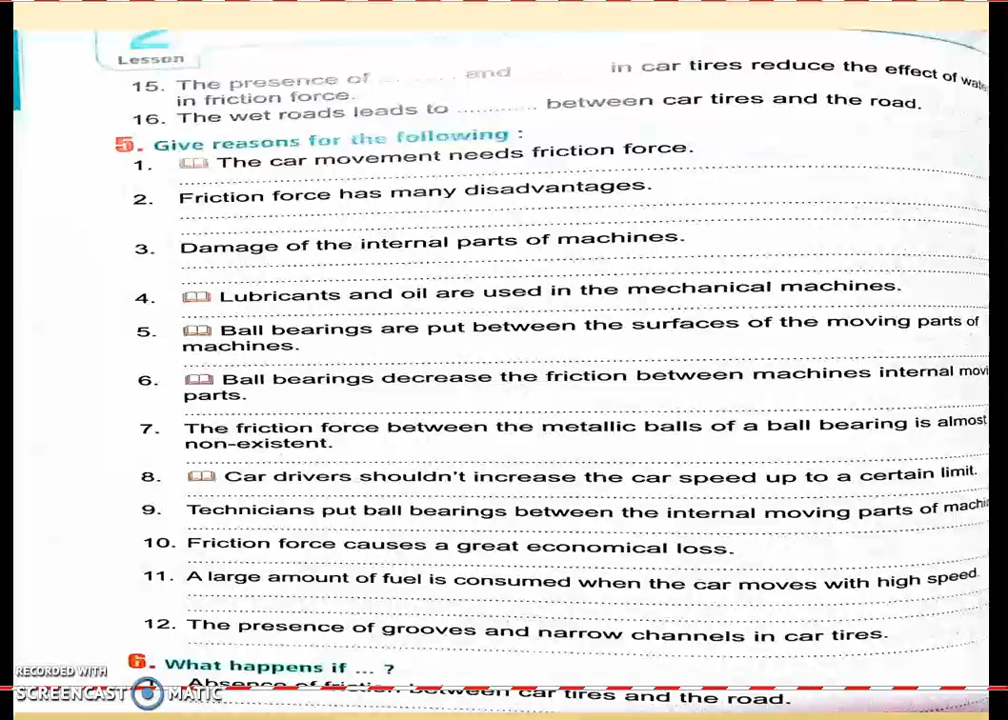 2
Lesson
15. The presence of ............ and in car tires reduce the effect of
in friction force.
16. The wet roads leads to ............ between car tires and the road.
5. Give reasons for the following :
1. The car movement needs friction force.
2. Friction force has many disadvantages.
3. Damage of the internal parts of machines.
4. Lubricants and oil are used in the mechanical machines.
5. Ball bearings are put between the surfaces of the moving parts of
machines.
6. Ball bearings decrease the friction between machines internal movi
parts.
7. The friction force between the metallic balls of a ball bearing is almost
non-existent.
8. Car drivers shouldn't increase the car speed up to a certain limit.
9. Technicians put ball bearings between the internal moving parts of machi
10. Friction force causes a great economical loss.
11. A large amount of fuel is consumed when the car moves with high speed.
12. The presence of grooves and narrow channels in car tires.
6. What happens if ... ?
1. Absence of friction between car tires and the road.
RECORDED WITH
SCREENCAST MATIC